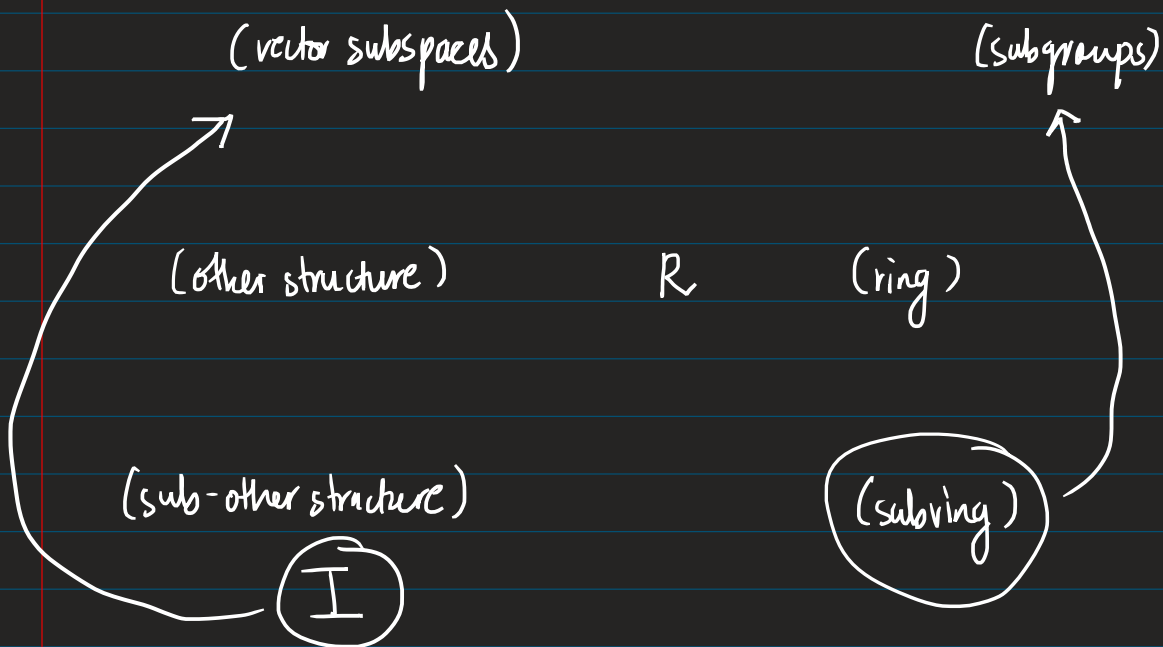 (vector subspaces) (subgroups)
(other structure) R (ring)
(sub-other structure) (subring)
I